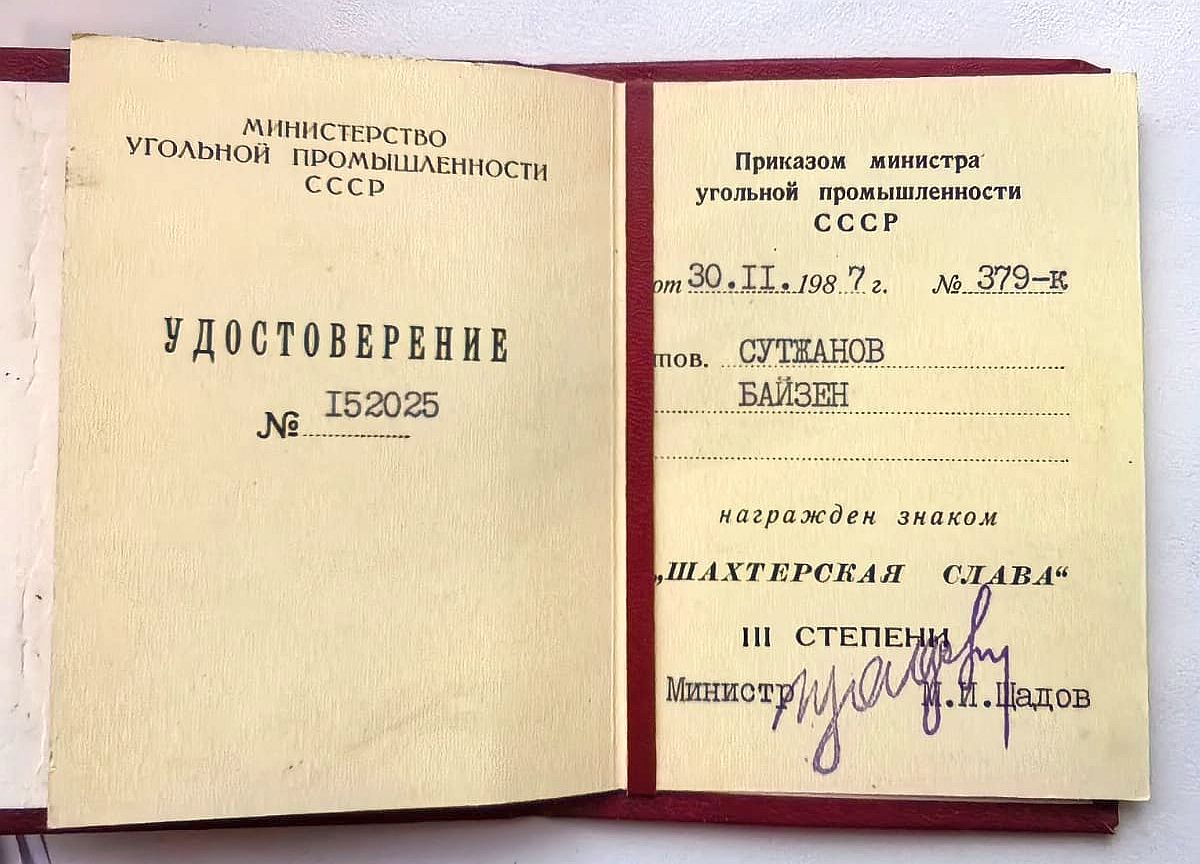 МИНИСТЕРСТВО
УГОЛЬНОЙ ПРОМЫШЛЕННОСТИ
СССР
УДОСТОВЕРЕНИЕ
№ I52025
Приказом министра
угольной промышленности
СССР
от 30.II.1987 г. № 379-к
тов. СУТЖАНОВ
БАЙЗЕН
награжден знаком
„ШАХТЕРСКАЯ СЛАВА“
III СТЕПЕНИ
Министр М.И.Щадов